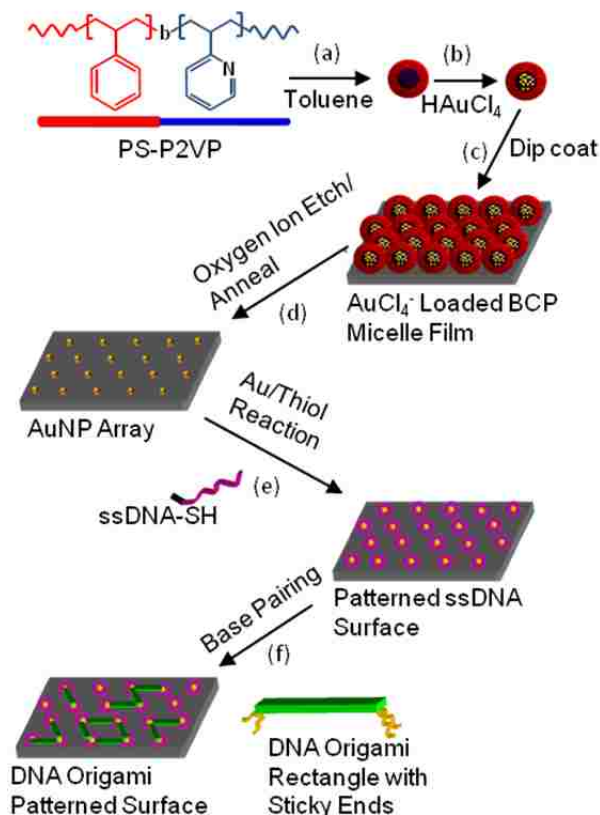 b
N
(a)
Toluene
(b)
HAuCl₄
PS-P2VP
(c)
Dip coat
Oxygen Ion Etch/
Anneal
(d)
AuCl₄⁻ Loaded BCP
Micelle Film
AuNP Array
Au/Thiol
Reaction
(e)
ssDNA-SH
Patterned ssDNA
Surface
Base Pairing
(f)
DNA Origami
Patterned Surface
DNA Origami
Rectangle with
Sticky Ends